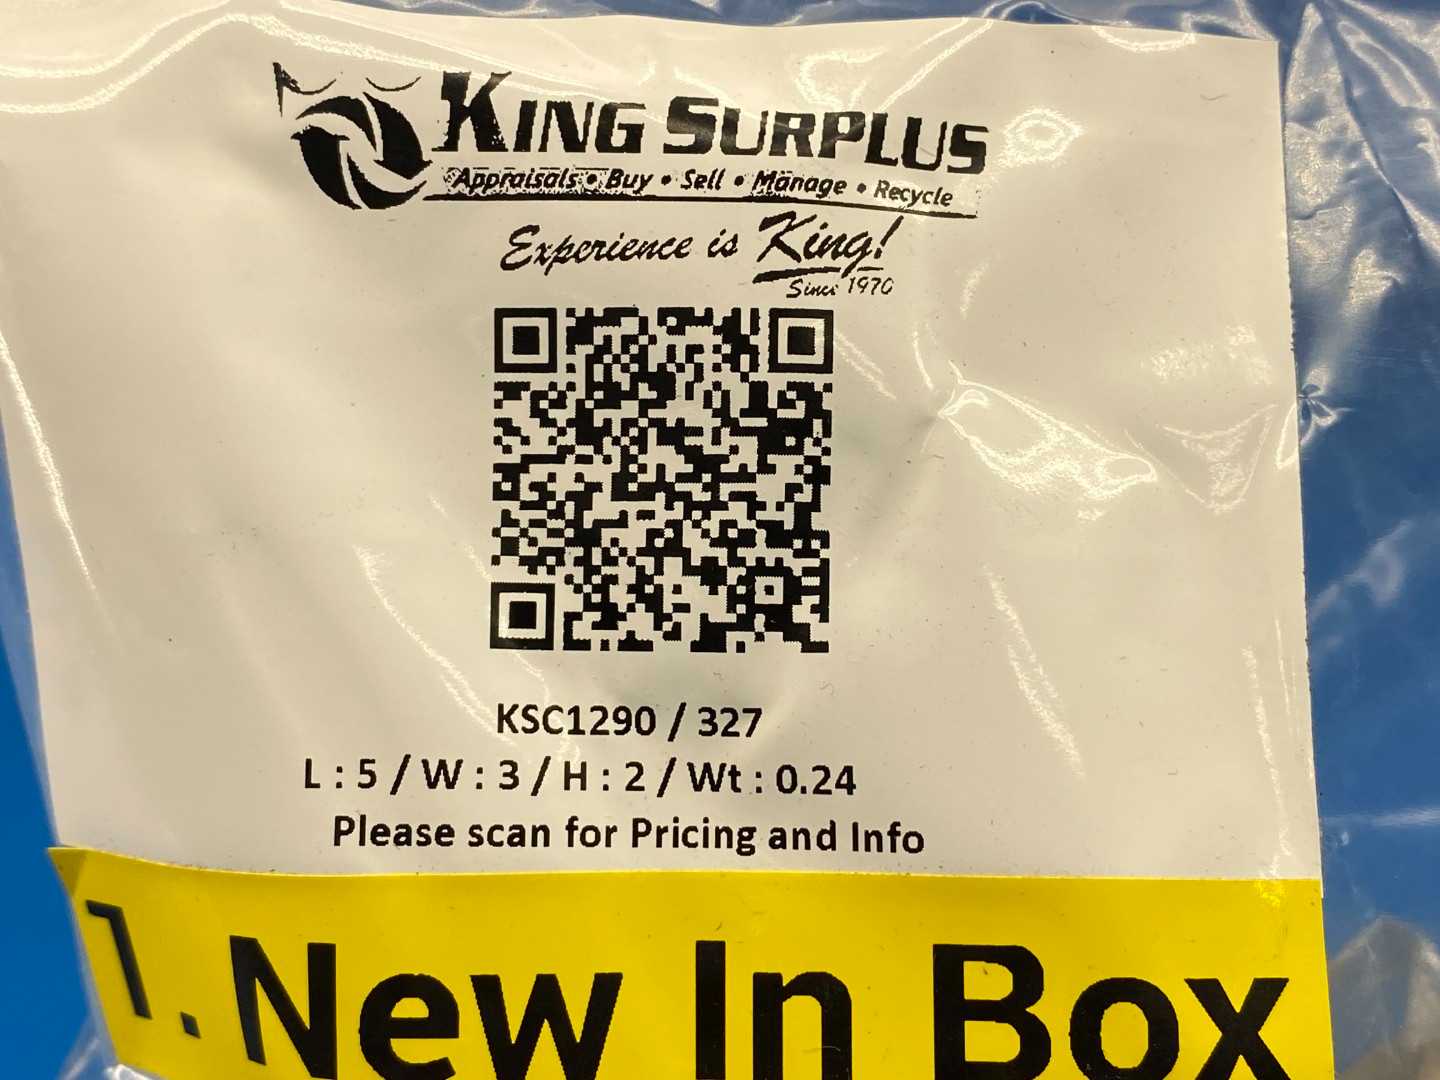 KING SURPLUS
Appraisals • Buy • Sell • Manage • Recycle
Experience is King!
Since 1970
KSC1290 / 327
L : 5 / W : 3 / H : 2 / Wt : 0.24
Please scan for Pricing and Info
1. New In Box